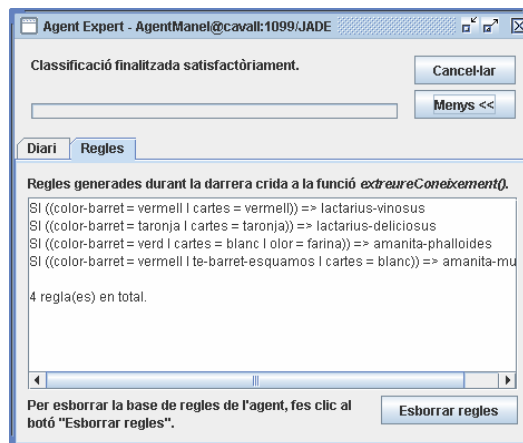 Agent Expert - AgentManel@cavall:1099/JADE
Classificació finalitzada satisfactòriament.
Cancel·lar
Menys <<
Diari
Regles
Regles generades durant la darrera crida a la funció extreureConeixement().
SI ((color-barret = vermell I cartes = vermell)) => lactarius-vinosus
SI ((color-barret = taronja I cartes = taronja)) => lactarius-deliciosus
SI ((color-barret = verd I cartes = blanc I olor = farina)) => amanita-phalloides
SI ((color-barret = vermell I te-barret-esquamos I cartes = blanc)) => amanita-mu
4 regla(es) en total.
Per esborrar la base de regles de l'agent, fes clic al
botó "Esborrar regles".
Esborrar regles